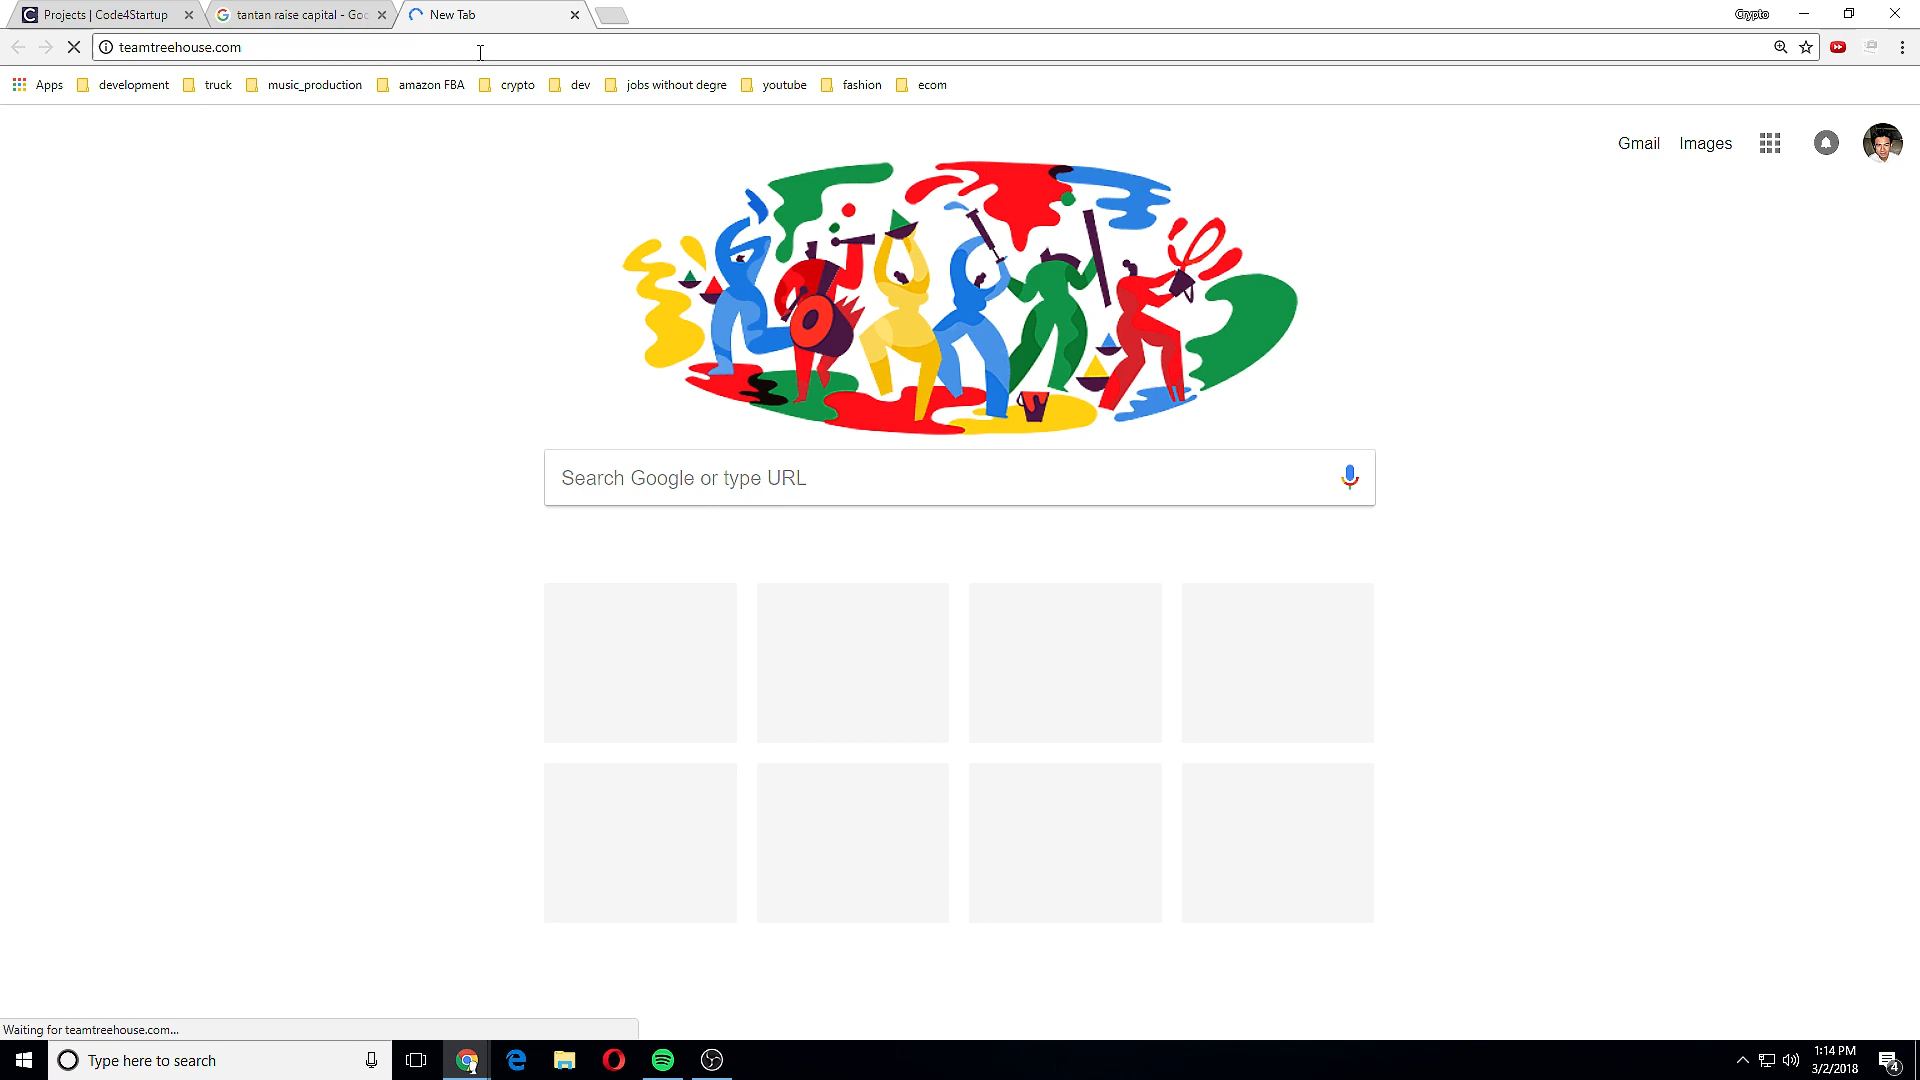 Projects | Code4Startup
tantan raise capital - Goo
New Tab
Crypto
teamtreehouse.com
Apps
development
truck
music_production
amazon FBA
crypto
dev
jobs without degre
youtube
fashion
ecom
Gmail
Images
Search Google or type URL
Waiting for teamtreehouse.com...
Type here to search
1:14 PM
3/2/2018
4